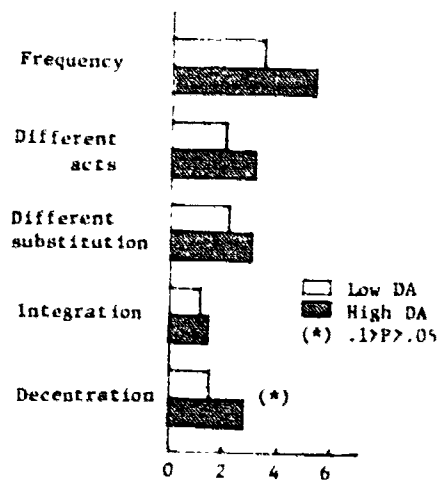 Frequency
Different
acts
Different
substitution
Integration
Low DA
High DA
(*) .1>P>.05
Decentration
(*)
0 2 4 6